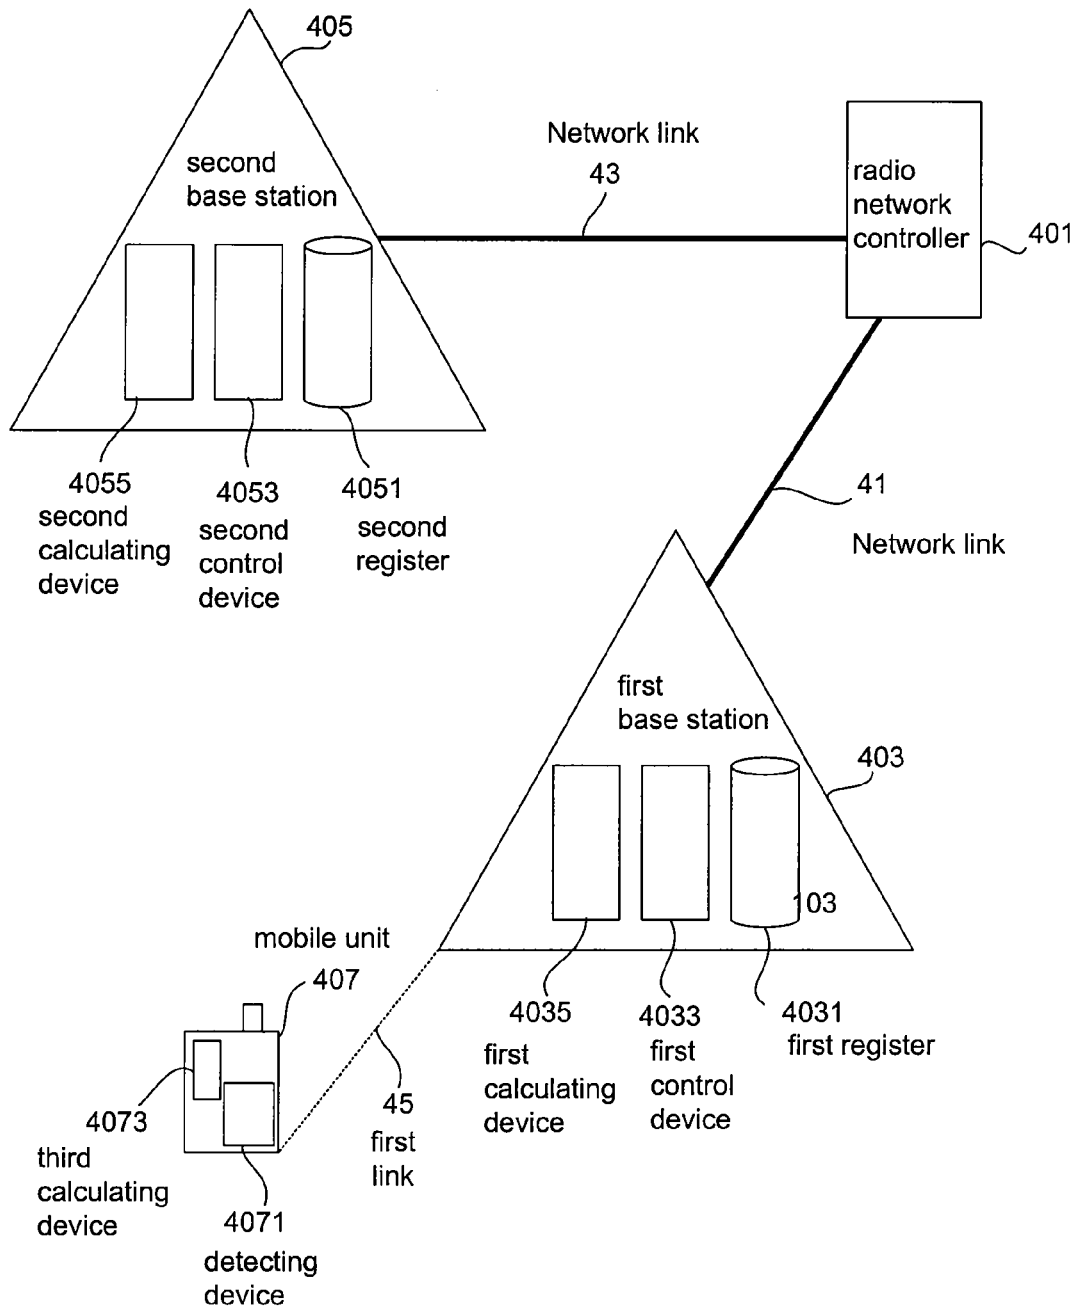 405
second
base station
Network link
43
radio
network
controller
401
4055
second
calculating
device
4053
second
control
device
4051
second
register
41
Network link
first
base station
403
103
mobile unit
407
4035
first
calculating
device
4033
first
control
device
4031
first register
45
first
link
4073
third
calculating
device
4071
detecting
device